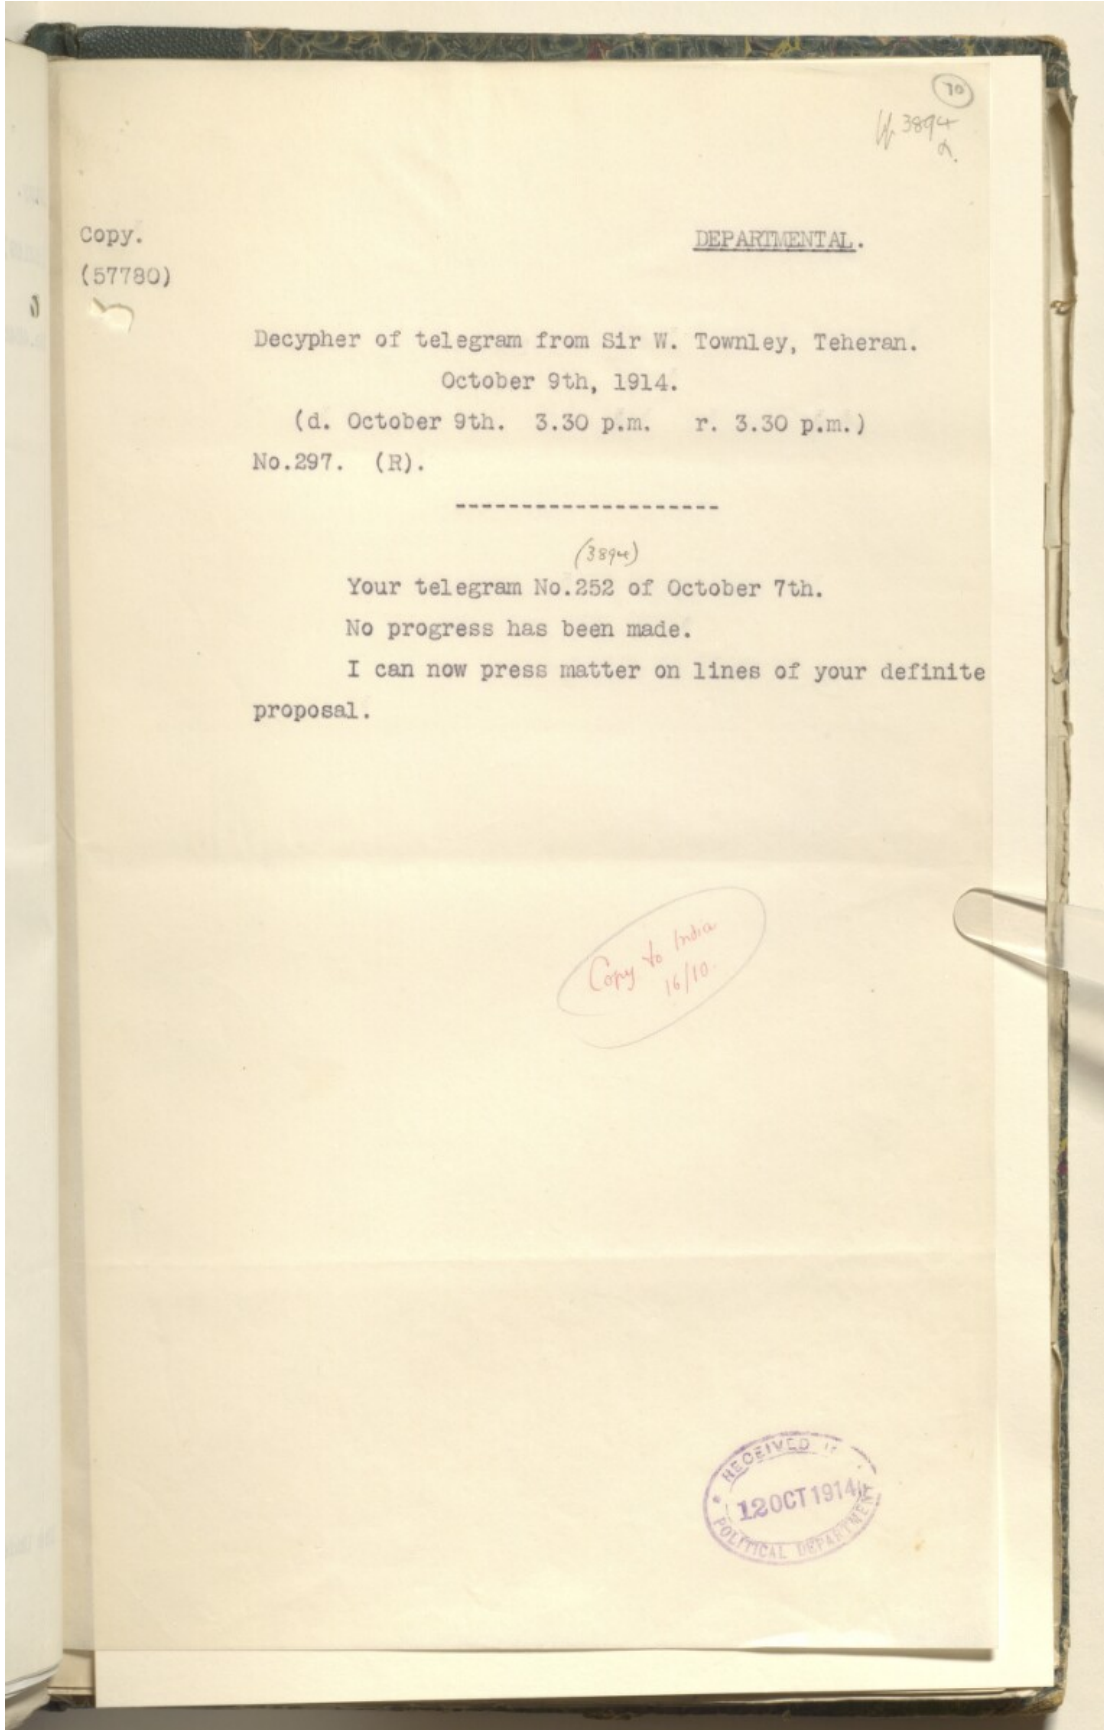 70
3894
Copy.
DEPARTMENTAL.
(57780)
Decypher of telegram from Sir W. Townley, Teheran.
October 9th, 1914.
(d. October 9th. 3.30 p.m. r. 3.30 p.m.)
No.297. (R).
--------------------
(3894)
Your telegram No.252 of October 7th.
No progress has been made.
I can now press matter on lines of your definite
proposal.
Copy to India
16/10.
RECEIVED
12 OCT 1914
POLITICAL DEPARTMENT